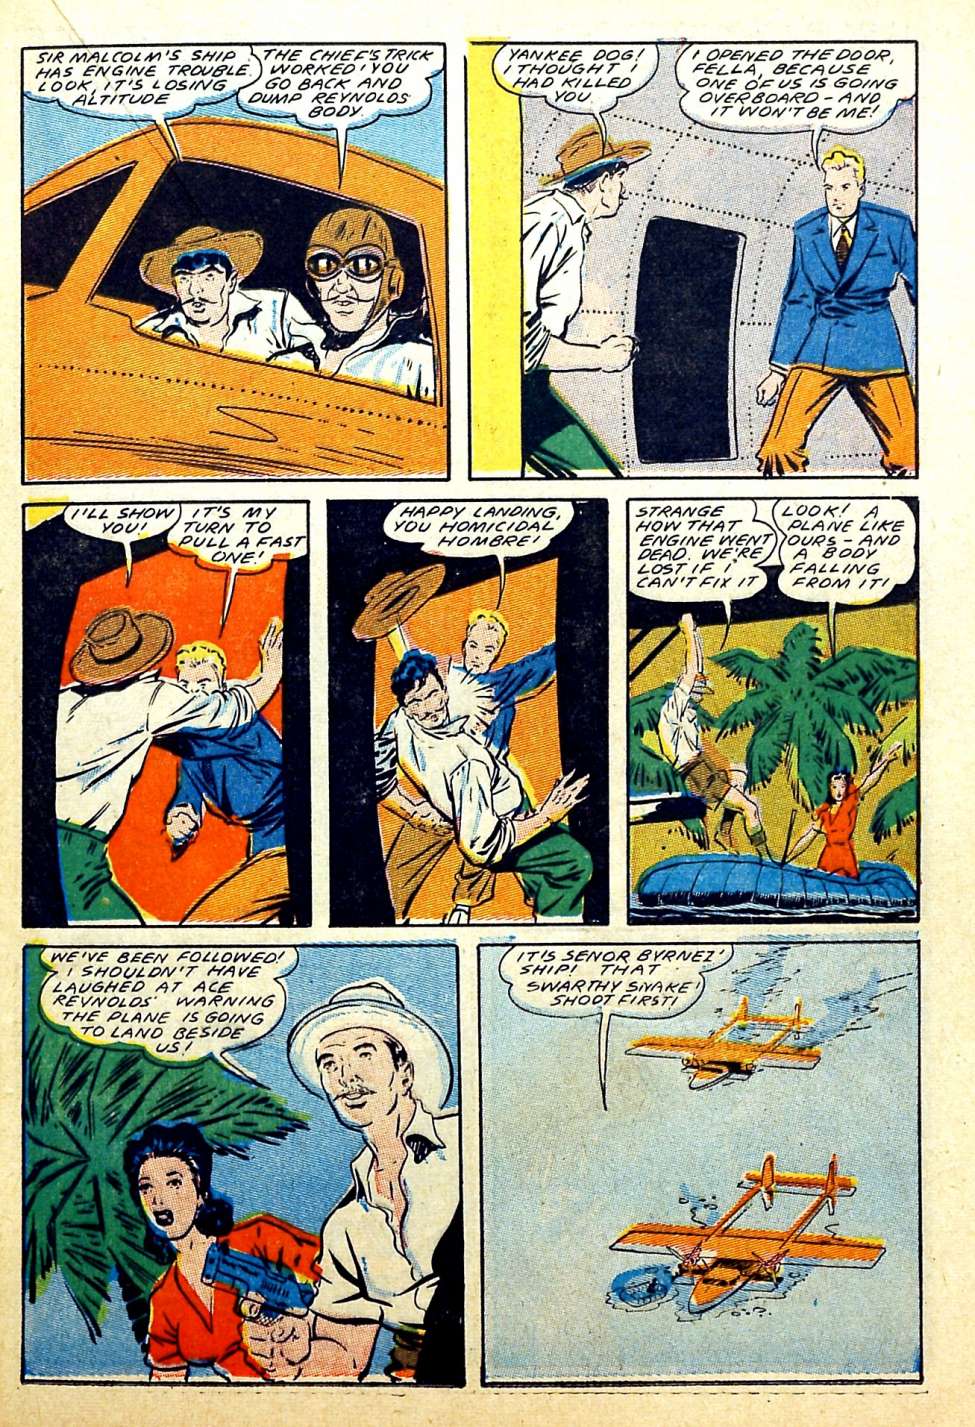 SIR MALCOLM'S SHIP
HAS ENGINE TROUBLE.
LOOK, IT'S LOSING
ALTITUDE
THE CHIEF'S TRICK
WORKED! YOU
GO BACK AND
DUMP REYNOLDS'
BODY.
YANKEE DOG!
I THOUGHT I
HAD KILLED
YOU.
I OPENED THE DOOR,
FELLA, BECAUSE
ONE OF US IS GOING
OVERBOARD - AND
IT WON'T BE ME!
I'LL SHOW
YOU!
IT'S MY
TURN TO
PULL A FAST
ONE!
HAPPY LANDING,
YOU HOMICIDAL
HOMBRE!
STRANGE
HOW THAT
ENGINE WENT
DEAD. WE'RE
LOST IF I
CAN'T FIX IT
LOOK! A
PLANE LIKE
OURS - AND
A BODY
FALLING
FROM IT!
WE'VE BEEN FOLLOWED!
I SHOULDN'T HAVE
LAUGHED AT ACE
REYNOLDS' WARNING
THE PLANE IS GOING
TO LAND BESIDE
US!
IT'S SENOR BYRNEZ'
SHIP! THAT
SWARTHY SNAKE!
SHOOT FIRST!